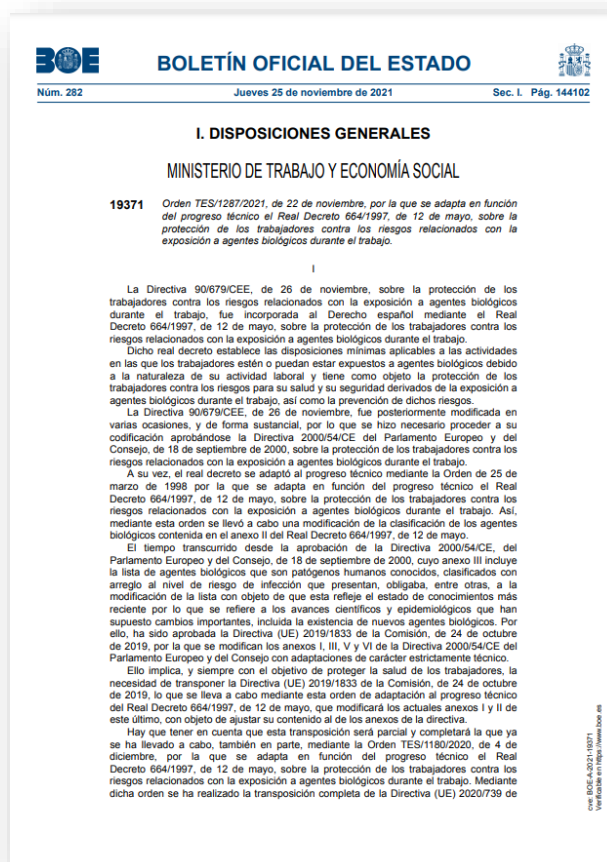 BOE
BOLETÍN OFICIAL DEL ESTADO
Núm. 282
Jueves 25 de noviembre de 2021
Sec. I. Pág. 144102
I. DISPOSICIONES GENERALES
MINISTERIO DE TRABAJO Y ECONOMÍA SOCIAL
19371
Orden TES/1287/2021, de 22 de noviembre, por la que se adapta en función
del progreso técnico el Real Decreto 664/1997, de 12 de mayo, sobre la
protección de los trabajadores contra los riesgos relacionados con la
exposición a agentes biológicos durante el trabajo.
I
La Directiva 90/679/CEE, de 26 de noviembre, sobre la protección de los
trabajadores contra los riesgos relacionados con la exposición a agentes biológicos
durante el trabajo, fue incorporada al Derecho español mediante el Real
Decreto 664/1997, de 12 de mayo, sobre la protección de los trabajadores contra los
riesgos relacionados con la exposición a agentes biológicos durante el trabajo.
Dicho real decreto establece las disposiciones mínimas aplicables a las actividades
en las que los trabajadores estén o puedan estar expuestos a agentes biológicos debido
a la naturaleza de su actividad laboral y tiene como objeto la protección de los
trabajadores contra los riesgos para su salud y su seguridad derivados de la exposición a
agentes biológicos durante el trabajo, así como la prevención de dichos riesgos.
La Directiva 90/679/CEE, de 26 de noviembre, fue posteriormente modificada en
varias ocasiones, y de forma sustancial, por lo que se hizo necesario proceder a su
codificación aprobándose la Directiva 2000/54/CE del Parlamento Europeo y del
Consejo, de 18 de septiembre de 2000, sobre la protección de los trabajadores contra los
riesgos relacionados con la exposición a agentes biológicos durante el trabajo.
A su vez, el real decreto se adaptó al progreso técnico mediante la Orden de 25 de
marzo de 1998 por la que se adapta en función del progreso técnico el Real
Decreto 664/1997, de 12 de mayo, sobre la protección de los trabajadores contra los
riesgos relacionados con la exposición a agentes biológicos durante el trabajo. Así,
mediante esta orden se llevó a cabo una modificación de la clasificación de los agentes
biológicos contenida en el anexo II del Real Decreto 664/1997, de 12 de mayo.
El tiempo transcurrido desde la aprobación de la Directiva 2000/54/CE, del
Parlamento Europeo y del Consejo, de 18 de septiembre de 2000, cuyo anexo III incluye
la lista de agentes biológicos que son patógenos humanos conocidos, clasificados con
arreglo al nivel de riesgo de infección que presentan, obligaba, entre otras, a la
modificación de la lista con objeto de que esta refleje el estado de conocimientos más
reciente por lo que se refiere a los avances científicos y epidemiológicos que han
supuesto cambios importantes, incluida la existencia de nuevos agentes biológicos. Por
ello, ha sido aprobada la Directiva (UE) 2019/1833 de la Comisión, de 24 de octubre
de 2019, por la que se modifican los anexos I, III, V y VI de la Directiva 2000/54/CE del
Parlamento Europeo y del Consejo con adaptaciones de carácter estrictamente técnico.
Ello implica, y siempre con el objetivo de proteger la salud de los trabajadores, la
necesidad de transponer la Directiva (UE) 2019/1833 de la Comisión, de 24 de octubre
de 2019, lo que se lleva a cabo mediante esta orden de adaptación al progreso técnico
del Real Decreto 664/1997, de 12 de mayo, que modificará los actuales anexos I y II de
este último, con objeto de ajustar su contenido al de los anexos de la directiva.
Hay que tener en cuenta que esta transposición será parcial y completará la que ya
se ha llevado a cabo, también en parte, mediante la Orden TES/1180/2020, de 4 de
diciembre, por la que se adapta en función del progreso técnico el Real
Decreto 664/1997, de 12 de mayo, sobre la protección de los trabajadores contra los
riesgos relacionados con la exposición a agentes biológicos durante el trabajo. Mediante
dicha orden se ha realizado la transposición completa de la Directiva (UE) 2020/739 de
cve: BOE-A-2021-19371
Verificable en https://www.boe.es